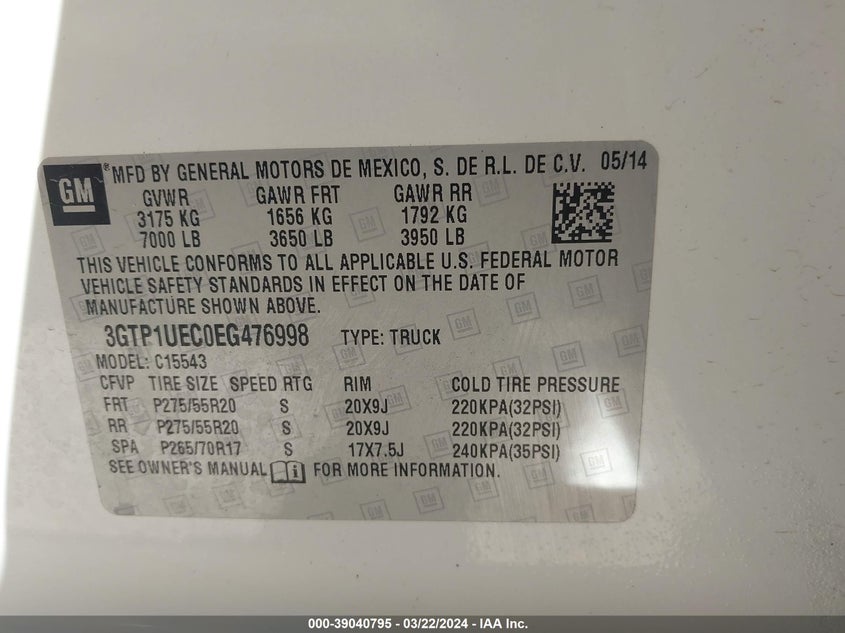 GM ® MFD BY GENERAL MOTORS DE MEXICO, S. DE R.L. DE C.V. 05/14
GVWR GAWR FRT GAWR RR
3175 KG 1656 KG 1792 KG
7000 LB 3650 LB 3950 LB
THIS VEHICLE CONFORMS TO ALL APPLICABLE U.S. FEDERAL MOTOR
VEHICLE SAFETY STANDARDS IN EFFECT ON THE DATE OF
MANUFACTURE SHOWN ABOVE.
3GTP1UEC0EG476998 TYPE: TRUCK
MODEL: C15543
CFVP TIRE SIZE SPEED RTG RIM COLD TIRE PRESSURE
FRT P275/55R20 S 20X9J 220KPA(32PSI)
RR P275/55R20 S 20X9J 220KPA(32PSI)
SPA P265/70R17 S 17X7.5J 240KPA(35PSI)
SEE OWNER'S MANUAL i FOR MORE INFORMATION.
000-39040795 - 03/22/2024 - IAA Inc.